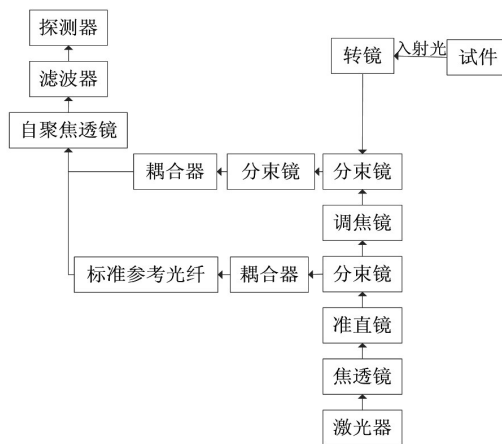 探测器
滤波器
自聚焦透镜
转镜
入射光
试件
耦合器
分束镜
分束镜
调焦镜
标准参考光纤
耦合器
分束镜
准直镜
焦透镜
激光器